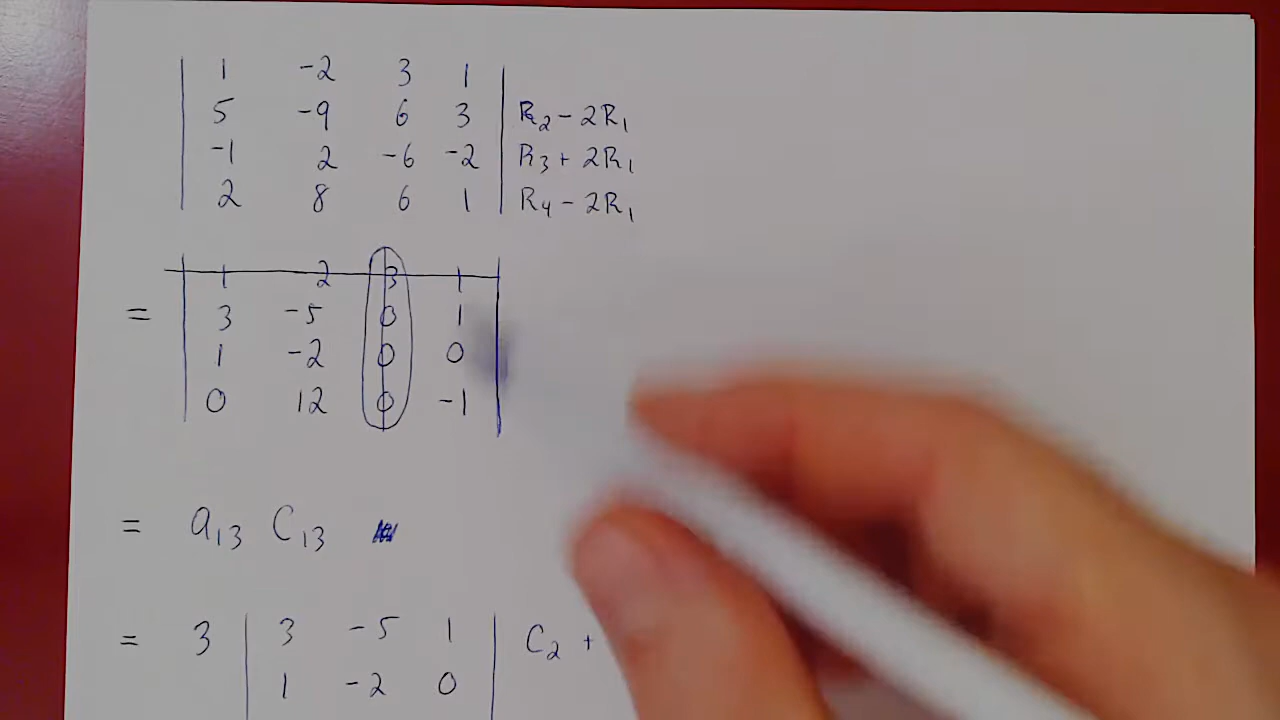 1 -2 3 1
5 -9 6 3 R₂ - 2R₁
-1 2 -6 -2 R₃ + 2R₁
2 8 6 1 R₄ - 2R₁
1 2 3 1
= 3 -5 0 1
1 -2 0 0
0 12 0 -1
= a₁₃ C₁₃
= 3 | 3 -5 1 | C₂ +
1 -2 0